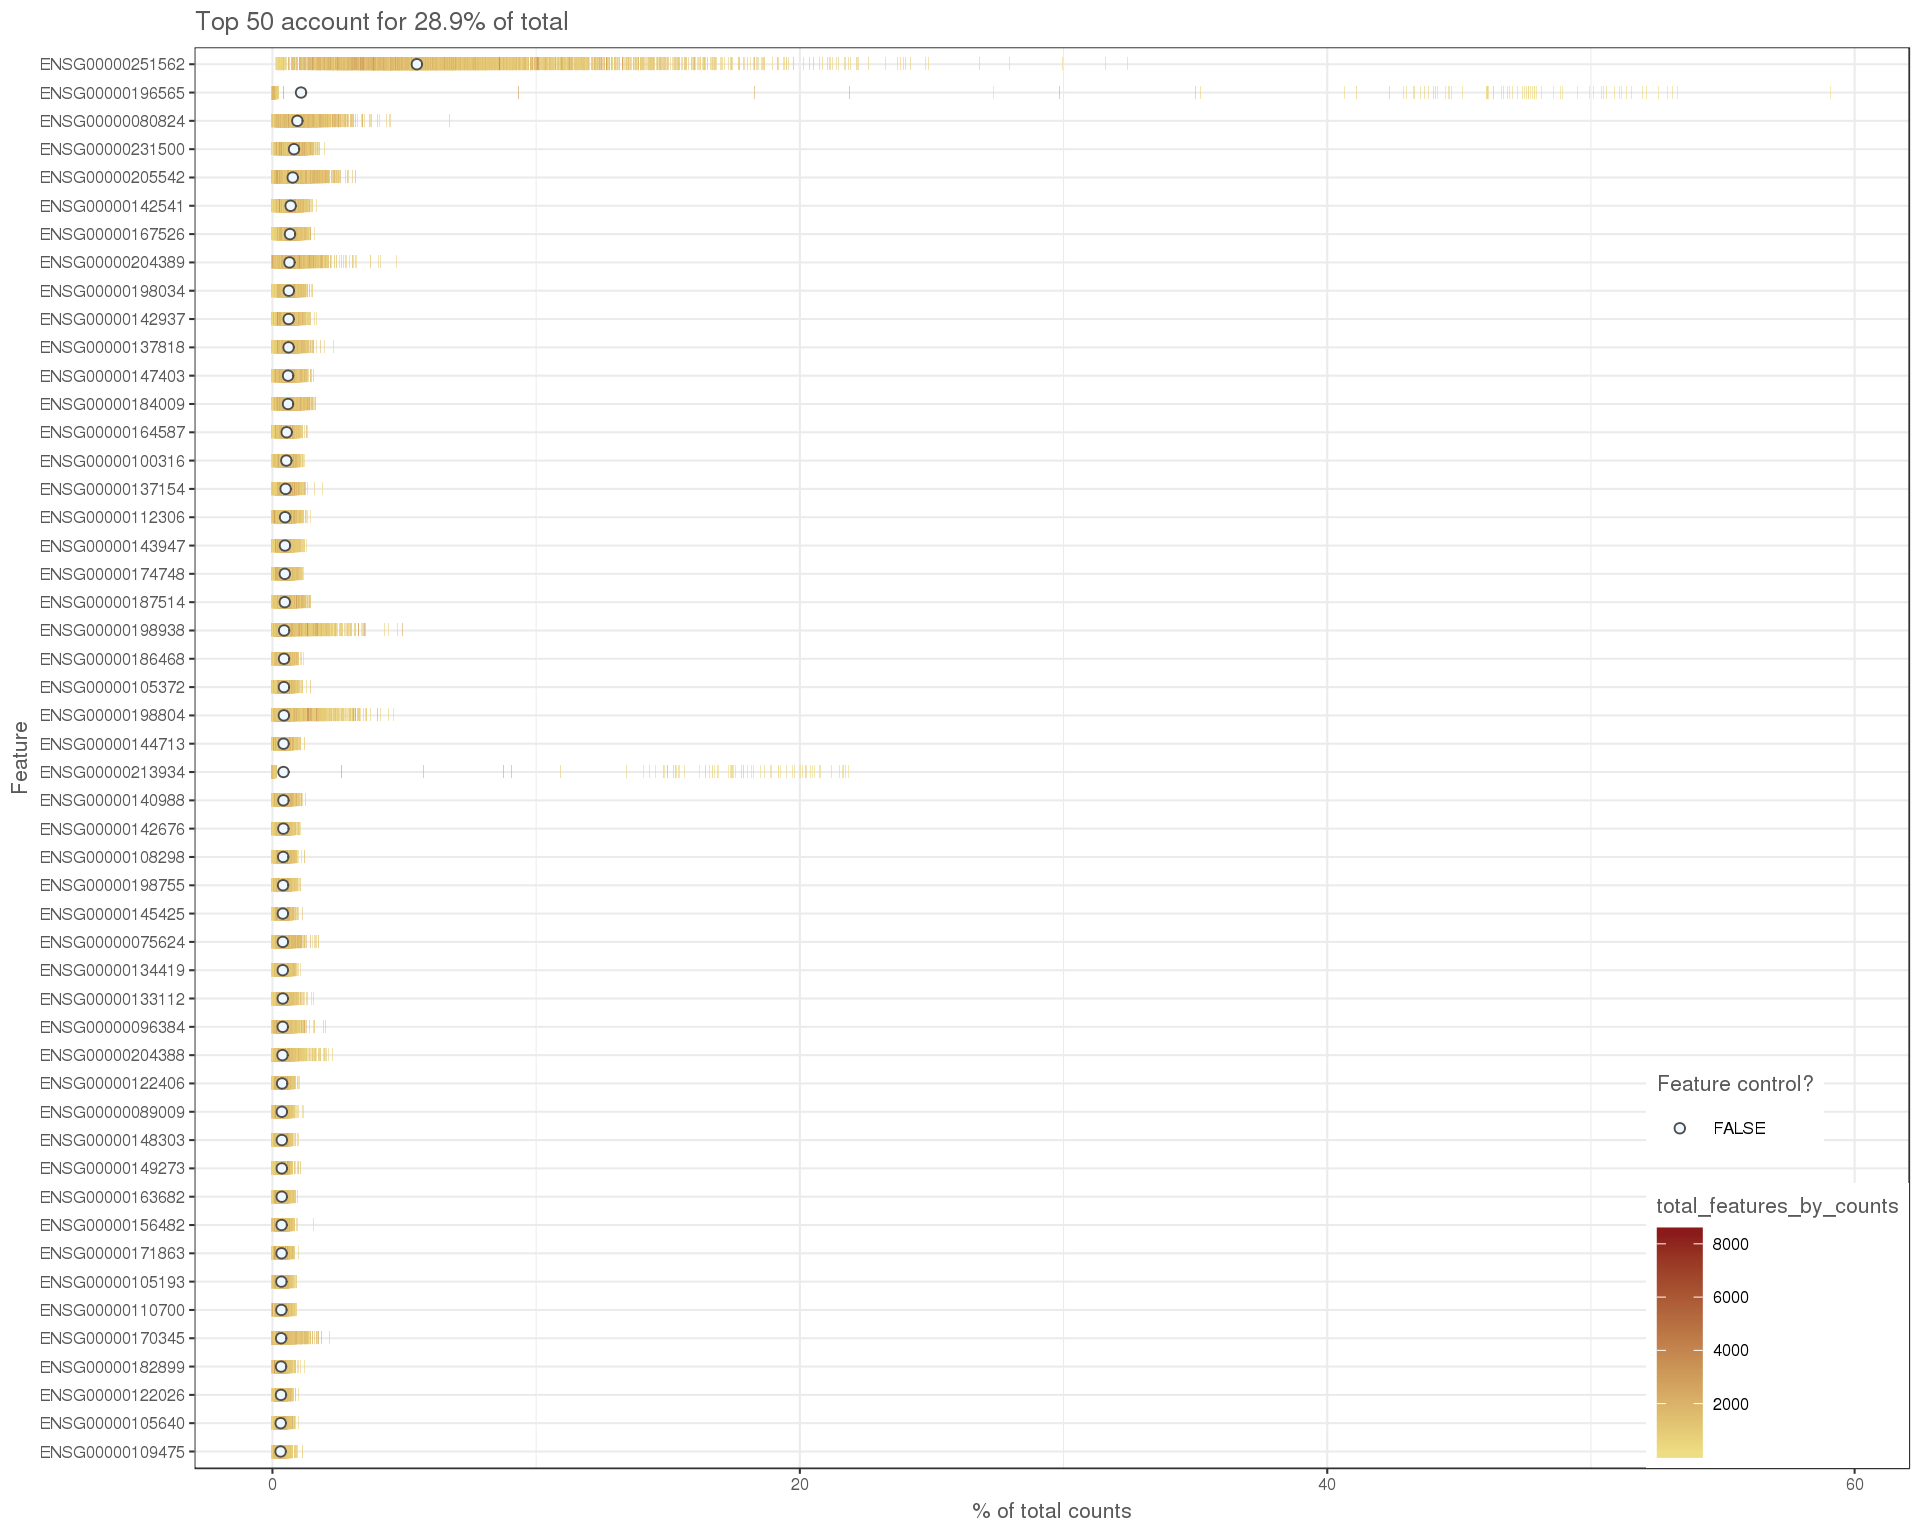 Top 50 account for 28.9% of total
ENSG00000251562
ENSG00000196565
ENSG00000080824
ENSG00000231500
ENSG00000205542
ENSG00000142541
ENSG00000167526
ENSG00000204389
ENSG00000198034
ENSG00000142937
ENSG00000137818
ENSG00000147403
ENSG00000184009
ENSG00000164587
ENSG00000100316
ENSG00000137154
ENSG00000112306
ENSG00000143947
ENSG00000174748
ENSG00000187514
ENSG00000198938
ENSG00000186468
ENSG00000105372
ENSG00000198804
ENSG00000144713
ENSG00000213934
ENSG00000140988
ENSG00000142676
ENSG00000108298
ENSG00000198755
ENSG00000145425
ENSG00000075624
ENSG00000134419
ENSG00000133112
ENSG00000096384
ENSG00000204388
ENSG00000122406
ENSG00000089009
ENSG00000148303
ENSG00000149273
ENSG00000163682
ENSG00000156482
ENSG00000171863
ENSG00000105193
ENSG00000110700
ENSG00000170345
ENSG00000182899
ENSG00000122026
ENSG00000105640
ENSG00000109475
Feature
0
20
40
60
% of total counts
Feature control?
FALSE
total_features_by_counts
8000
6000
4000
2000